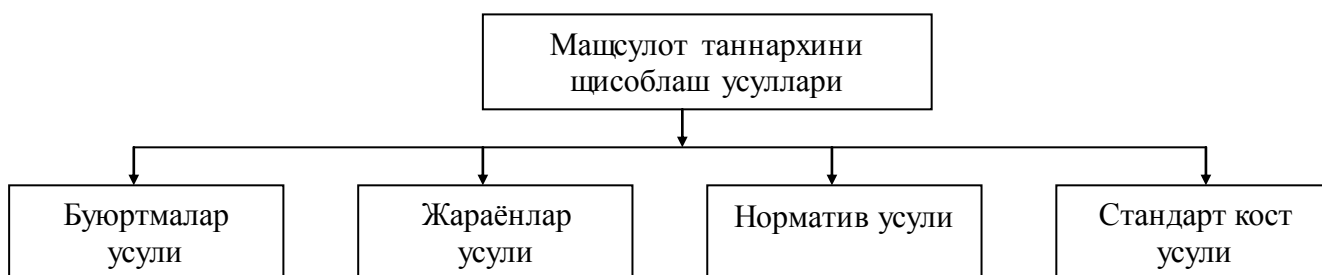 Мащсулот таннархини
щисоблаш усуллари
Буюртмалар
усули
Жараёнлар
усули
Норматив усули
Стандарт кост
усули